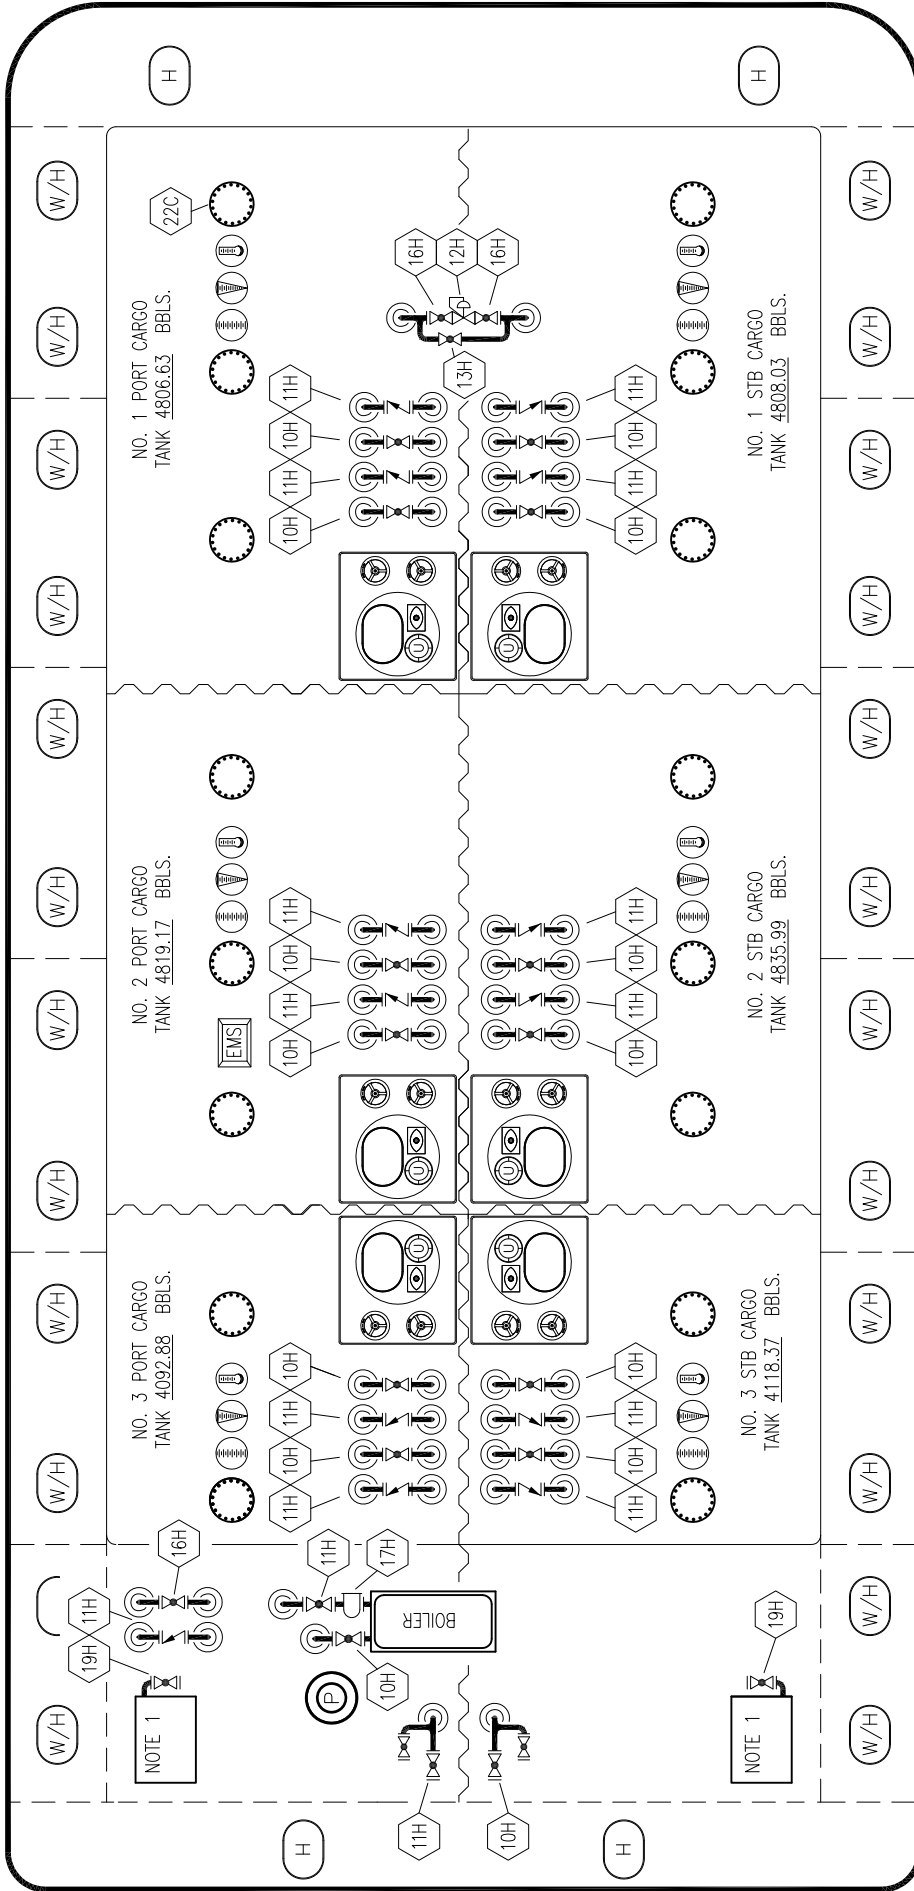 W/H
W/H
W/H
W/H
W/H
W/H
W/H
W/H
W/H
W/H
W/H
19H
11H
16H
NOTE 1
NO. 3 PORT CARGO
TANK 4092.88 BBLS.
NO. 2 PORT CARGO
TANK 4819.17 BBLS.
NO. 1 PORT CARGO
TANK 4806.63 BBLS.
22C
H
EMS
11H
10H
11H
10H
10H
11H
10H
11H
10H
11H
10H
11H
H
P
11H
17H
10H
BOILER
U
U
U
16H
12H
16H
13H
11H
10H
U
U
U
H
11H
10H
11H
10H
10H
11H
10H
11H
10H
11H
10H
11H
NOTE 1
19H
NO. 3 STB CARGO
TANK 4118.37 BBLS.
NO. 2 STB CARGO
TANK 4835.99 BBLS.
NO. 1 STB CARGO
TANK 4808.03 BBLS.
H
W/H
W/H
W/H
W/H
W/H
W/H
W/H
W/H
W/H
W/H
W/H
W/H